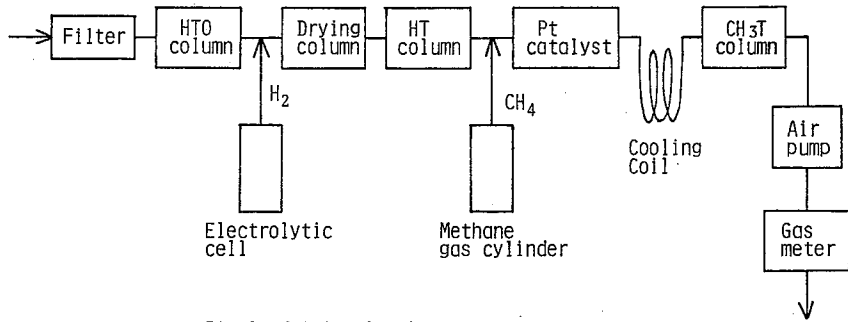 Filter
HTO
column
Drying
column
HT
column
Pt
catalyst
CH3T
column
H2
CH4
Cooling
Coil
Air
pump
Electrolytic
cell
Methane
gas cylinder
Gas
meter